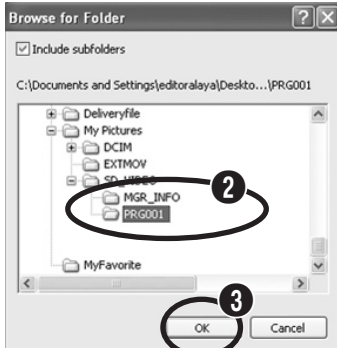 Browse for Folder
Include subfolders
C:\Documents and Settings\editoralaya\Deskto...\PRG001
Deliveryfile
My Pictures
DCIM
EXTMOV
SD_VIDEO
2
MGR_INFO
PRG001
MyFavorite
3
OK Cancel